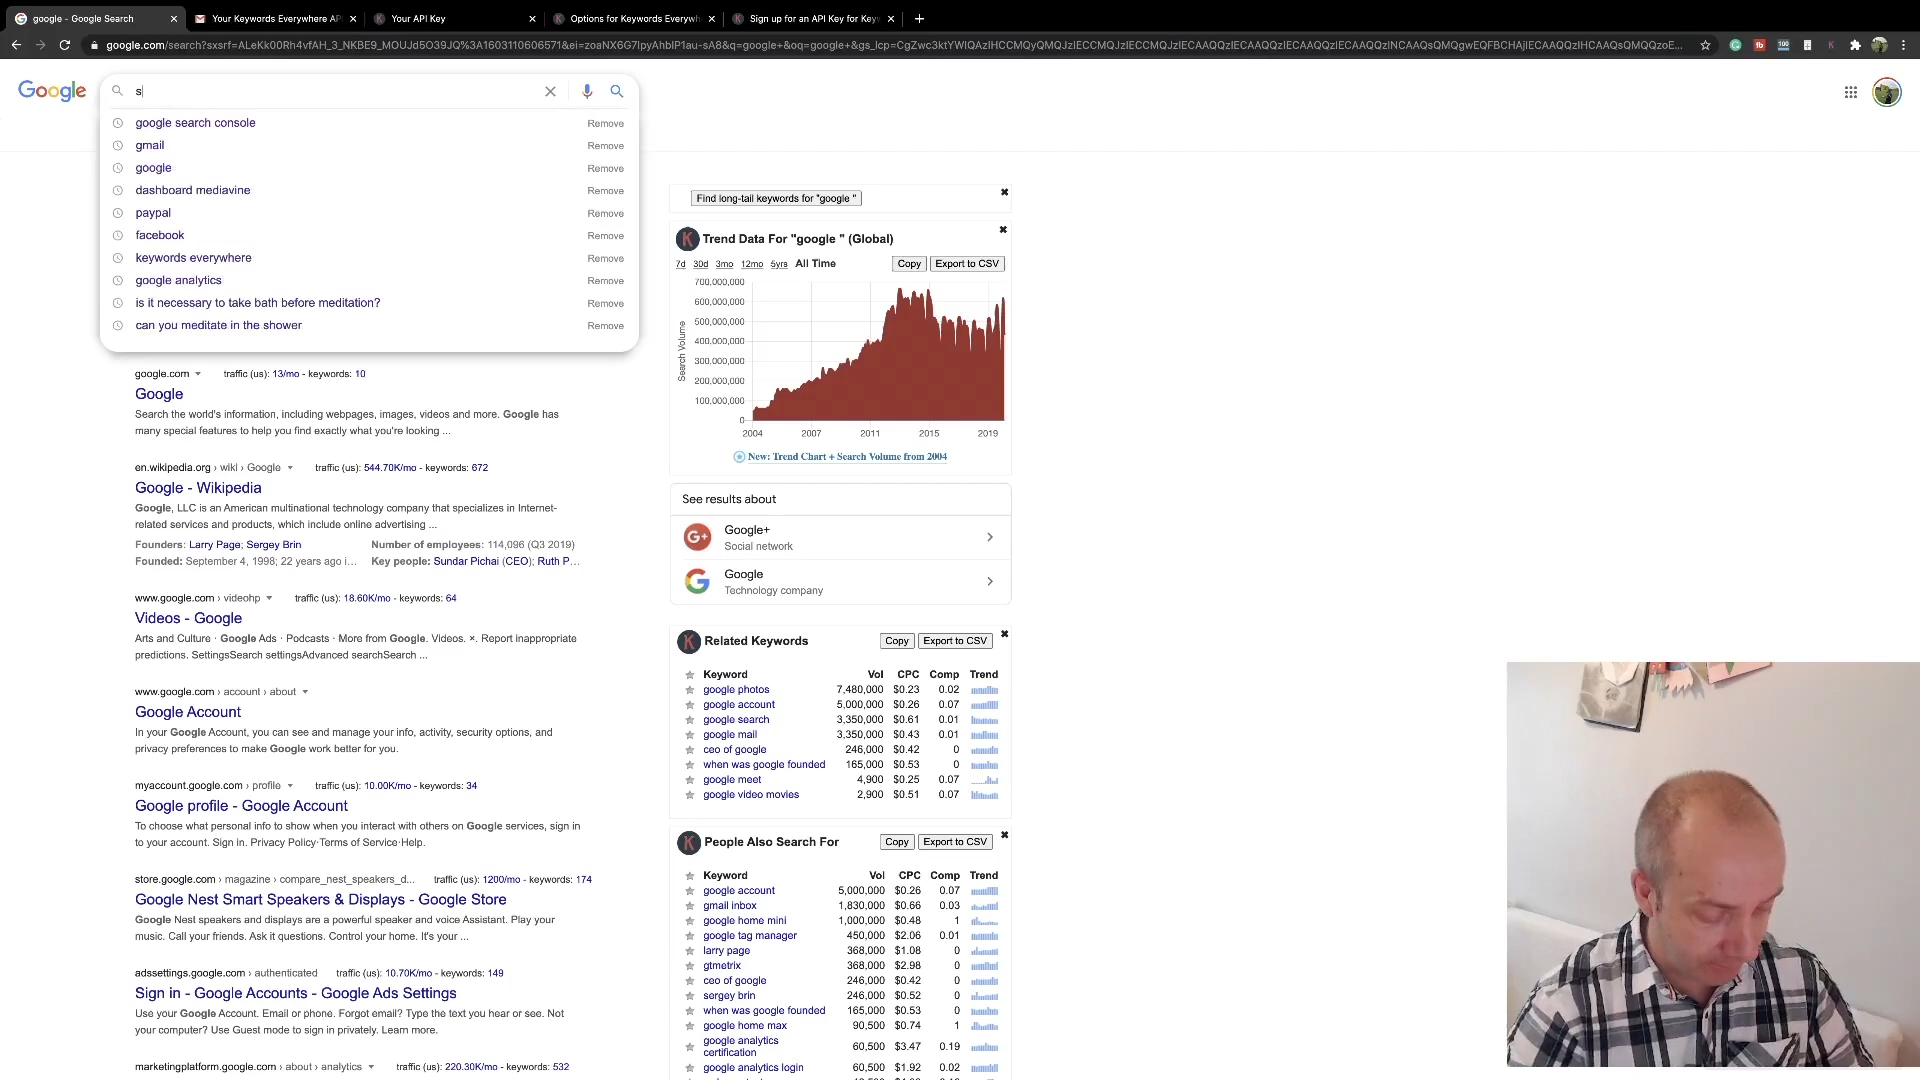 google - Google Search
Your Keywords Everywhere API
Your API Key
Options for Keywords Everywh
Sign up for an API Key for Key
google.com/search?sxsrf=ALeKk00Rh4vfAH_3_NKBE9_MOUJd5O39JQ%3A1603110606571&ei=zoaNX6G7IpyAhbIP1au-sA8&q=google+&oq=google+&gs_lcp=
Google
s
google search console Remove
gmail Remove
google Remove
dashboard mediavine Remove
paypal Remove
facebook Remove
keywords everywhere Remove
google analytics Remove
is it necessary to take bath before meditation? Remove
can you meditate in the shower Remove
google.com traffic (us): 13/mo - keywords: 10
Google
Search the world's information, including webpages, images, videos and more. Google has
many special features to help you find exactly what you're looking ...
en.wikipedia.org › wiki › Google traffic (us): 544.70K/mo - keywords: 672
Google - Wikipedia
Google, LLC is an American multinational technology company that specializes in Internet-
related services and products, which include online advertising ...
Founders: Larry Page; Sergey Brin Number of employees: 114,096 (Q3 2019)
Founded: September 4, 1998; 22 years ago i... Key people: Sundar Pichai (CEO); Ruth P...
www.google.com › videohp traffic (us): 18.60K/mo - keywords: 64
Videos - Google
Arts and Culture · Google Ads · Podcasts · More from Google. Videos. ×. Report inappropriate
predictions. SettingsSearch settingsAdvanced searchSearch ...
www.google.com › account › about
Google Account
In your Google Account, you can see and manage your info, activity, security options, and
privacy preferences to make Google work better for you.
myaccount.google.com › profile traffic (us): 10.00K/mo - keywords: 34
Google profile - Google Account
To choose what personal info to show when you interact with others on Google services, sign in
to your account. Sign in. Privacy Policy·Terms of Service·Help.
store.google.com › magazine › compare_nest_speakers_d... traffic (us): 1200/mo - keywords: 174
Google Nest Smart Speakers & Displays - Google Store
Google Nest speakers and displays are a powerful speaker and voice Assistant. Play your
music. Call your friends. Ask it questions. Control your home. It's your ...
adssettings.google.com › authenticated traffic (us): 10.70K/mo - keywords: 149
Sign in - Google Accounts - Google Ads Settings
Use your Google Account. Email or phone. Forgot email? Type the text you hear or see. Not
your computer? Use Guest mode to sign in privately. Learn more.
marketingplatform.google.com › about › analytics traffic (us): 220.30K/mo - keywords: 532
Find long-tail keywords for "google "
Trend Data For "google " (Global)
7d 30d 3mo 12mo 5yrs All Time Copy Export to CSV
700,000,000
600,000,000
500,000,000
400,000,000
300,000,000
200,000,000
100,000,000
0
Search Volume
2004 2007 2011 2015 2019
New: Trend Chart + Search Volume from 2004
See results about
Google+
Social network
Google
Technology company
Related Keywords Copy Export to CSV
Keyword Vol CPC Comp Trend
google photos 7,480,000 $0.23 0.02
google account 5,000,000 $0.26 0.07
google search 3,350,000 $0.61 0.01
google mail 3,350,000 $0.43 0.01
ceo of google 246,000 $0.42 0
when was google founded 165,000 $0.53 0
google meet 4,900 $0.25 0.07
google video movies 2,900 $0.51 0.07
People Also Search For Copy Export to CSV
Keyword Vol CPC Comp Trend
google account 5,000,000 $0.26 0.07
gmail inbox 1,830,000 $0.66 0.03
google home mini 1,000,000 $0.48 1
google tag manager 450,000 $2.06 0.01
larry page 368,000 $1.08 0
gtmetrix 368,000 $2.98 0
ceo of google 246,000 $0.42 0
sergey brin 246,000 $0.52 0
when was google founded 165,000 $0.53 0
google home max 90,500 $0.74 1
google analytics
certification 60,500 $3.47 0.19
google analytics login 60,500 $1.92 0.02